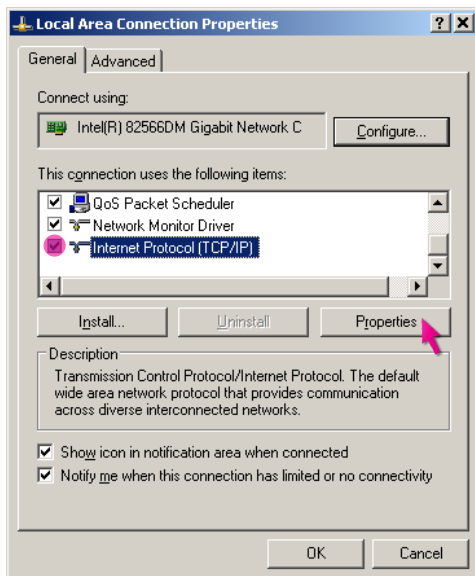 Local Area Connection Properties
General
Advanced
Connect using:
Intel(R) 82566DM Gigabit Network C
Configure...
This connection uses the following items:
QoS Packet Scheduler
Network Monitor Driver
Internet Protocol (TCP/IP)
Install...
Uninstall
Properties
Description
Transmission Control Protocol/Internet Protocol. The default
wide area network protocol that provides communication
across diverse interconnected networks.
Show icon in notification area when connected
Notify me when this connection has limited or no connectivity
OK
Cancel